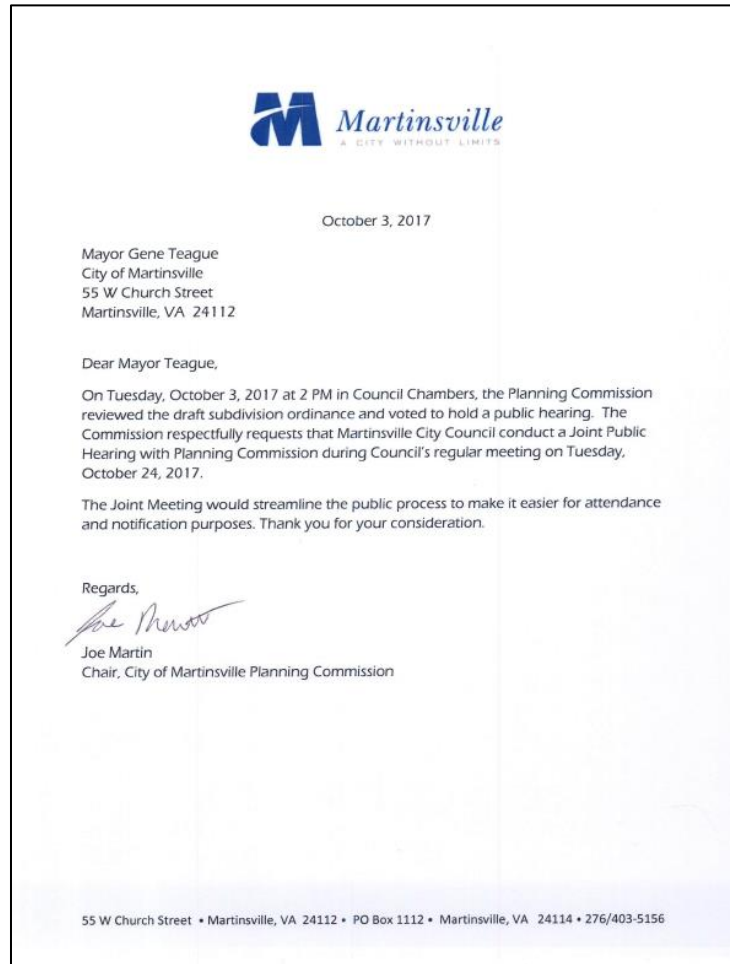 Martinsville
A CITY WITHOUT LIMITS
October 3, 2017
Mayor Gene Teague
City of Martinsville
55 W Church Street
Martinsville, VA 24112
Dear Mayor Teague,
On Tuesday, October 3, 2017 at 2 PM in Council Chambers, the Planning Commission
reviewed the draft subdivision ordinance and voted to hold a public hearing. The
Commission respectfully requests that Martinsville City Council conduct a Joint Public
Hearing with Planning Commission during Council's regular meeting on Tuesday,
October 24, 2017.
The Joint Meeting would streamline the public process to make it easier for attendance
and notification purposes. Thank you for your consideration.
Regards,
Joe
Joe Martin
Chair, City of Martinsville Planning Commission
55 W Church Street • Martinsville, VA 24112 • PO Box 1112 • Martinsville, VA 24114 • 276/403-5156